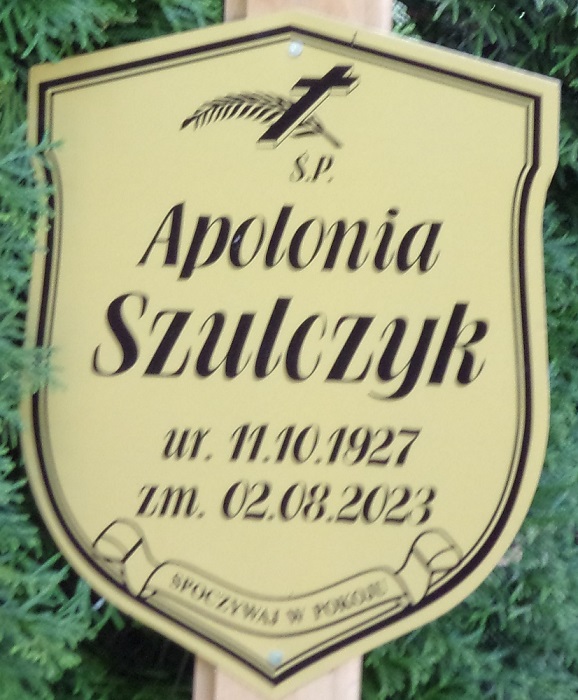 Ś.P.
Apolonia
Szulczyk
ur. 11.10.1927
zm. 02.08.2023
SPOCZYWAJ W POKOJU